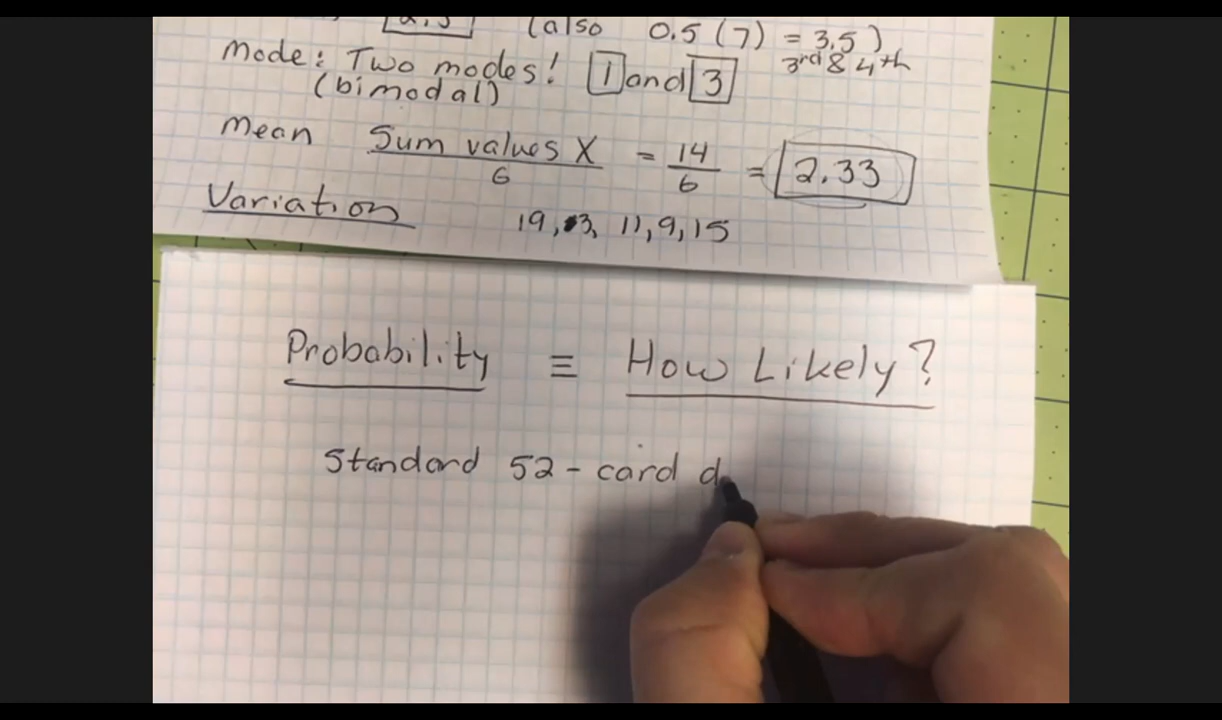 (also 0.5 (7) = 3.5)
Mode: Two modes! 1 and 3 3rd & 4th
(bimodal)
Mean Sum values X / 6 = 14 / 6 = 2.33
Variation 19, 3, 11, 9, 15
Probability ≡ How Likely?
Standard 52-card d